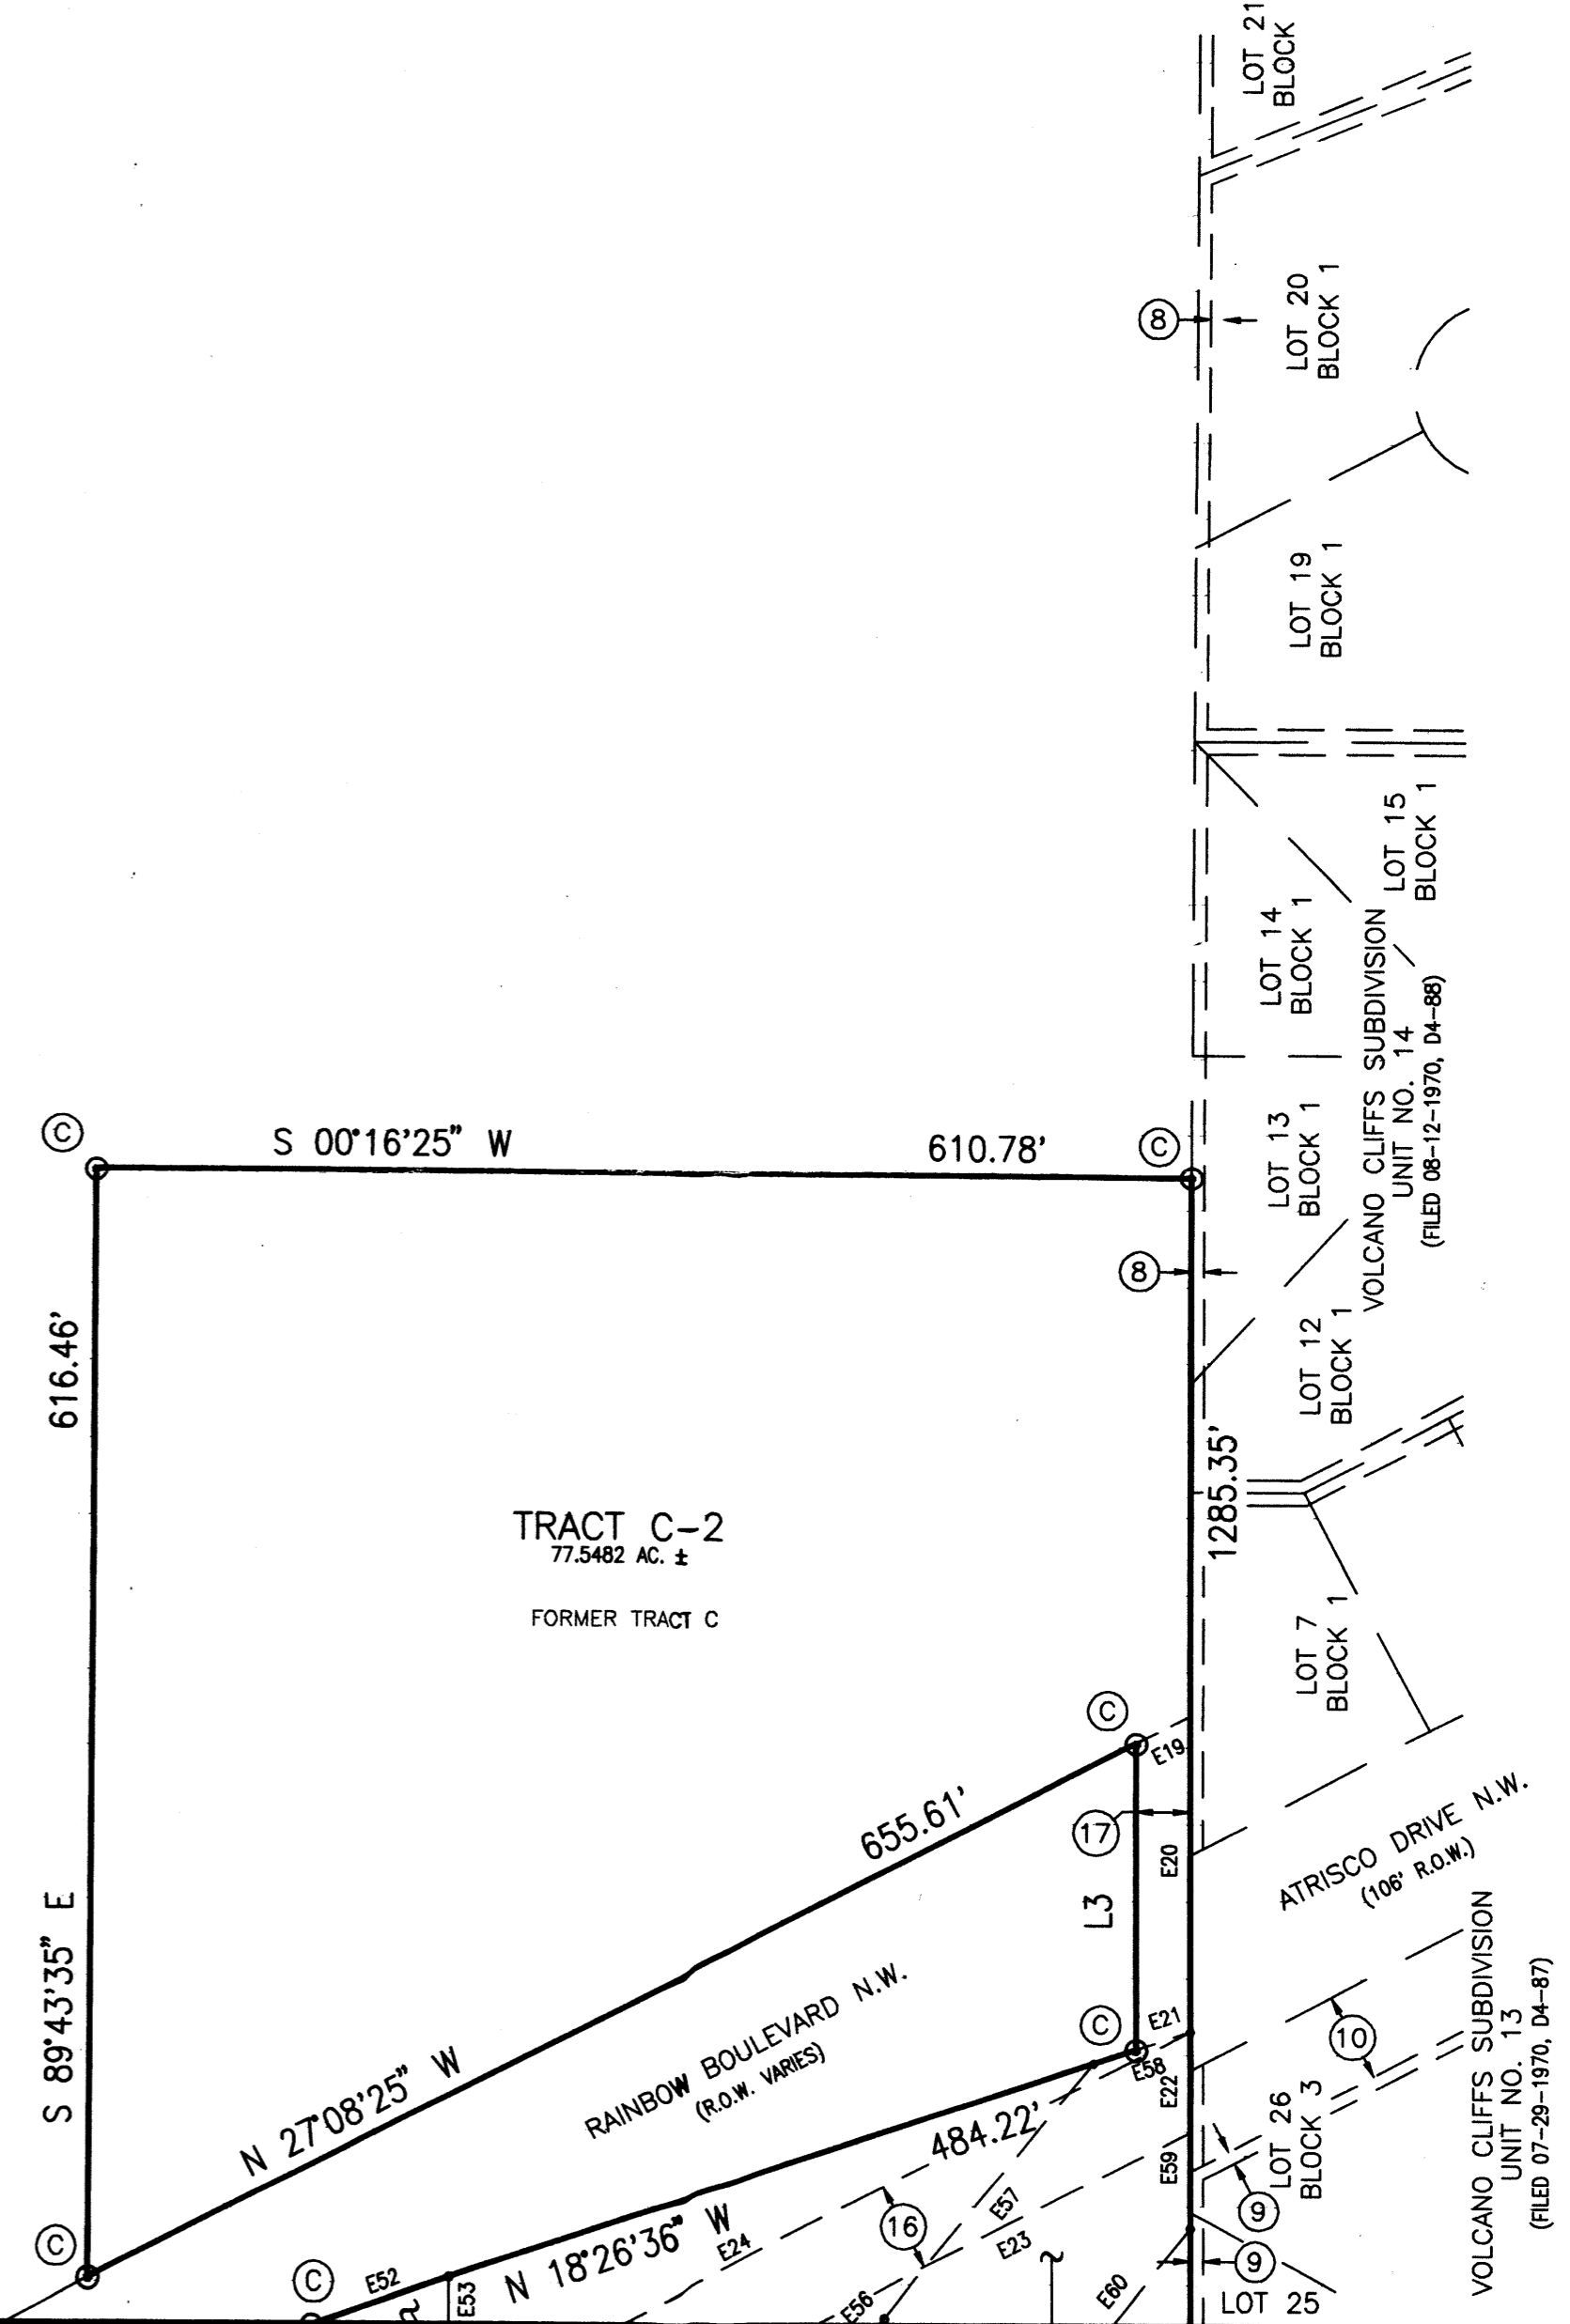 LOT 21
BLOCK
8
LOT 20
BLOCK 1
LOT 19
BLOCK 1
LOT 15
BLOCK 1
LOT 14
BLOCK 1
VOLCANO CLIFFS SUBDIVISION
UNIT NO. 14
(FILED 08-12-1970, D4-88)
LOT 13
BLOCK 1
C
S 00°16'25" W
610.78'
C
8
616.46'
S 89°43'35" E
LOT 12
BLOCK 1
1285.35'
TRACT C-2
77.5482 AC. ±
FORMER TRACT C
LOT 7
BLOCK 1
C
E19
17
E20
L3
655.61'
N 27°08'25" W
ATRISCO DRIVE N.W.
(106' R.O.W.)
RAINBOW BOULEVARD N.W.
(R.O.W. VARIES)
C
E21
E58
E22
10
484.22'
N 18°26'36" W
LOT 26
BLOCK 3
E59
9
VOLCANO CLIFFS SUBDIVISION
UNIT NO. 13
(FILED 07-29-1970, D4-87)
C
C
E52
E53
E24
16
E57
E23
E56
E60
9
LOT 25